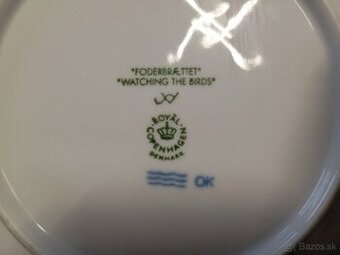 "FODERBRÆTTET"
"WATCHING THE BIRDS"
ROYAL
COPENHAGEN
DENMARK
OK
Bazos.sk